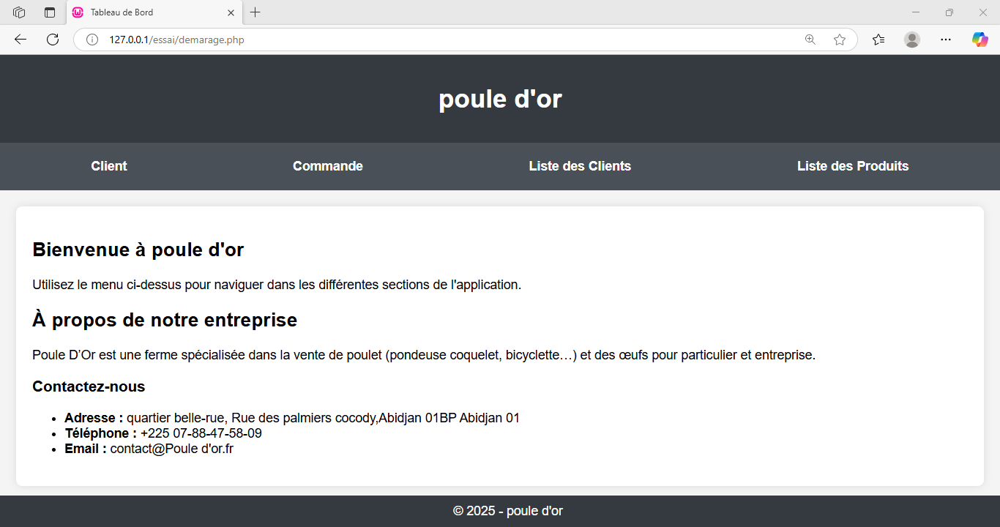 Tableau de Bord
127.0.0.1/essai/demarage.php
poule d'or
Client Commande Liste des Clients Liste des Produits
Bienvenue à poule d'or
Utilisez le menu ci-dessus pour naviguer dans les différentes sections de l'application.
À propos de notre entreprise
Poule D’Or est une ferme spécialisée dans la vente de poulet (pondeuse coquelet, bicyclette…) et des œufs pour particulier et entreprise.
Contactez-nous
• Adresse : quartier belle-rue, Rue des palmiers cocody,Abidjan 01BP Abidjan 01
• Téléphone : +225 07-88-47-58-09
• Email : contact@Poule d'or.fr
© 2025 - poule d'or